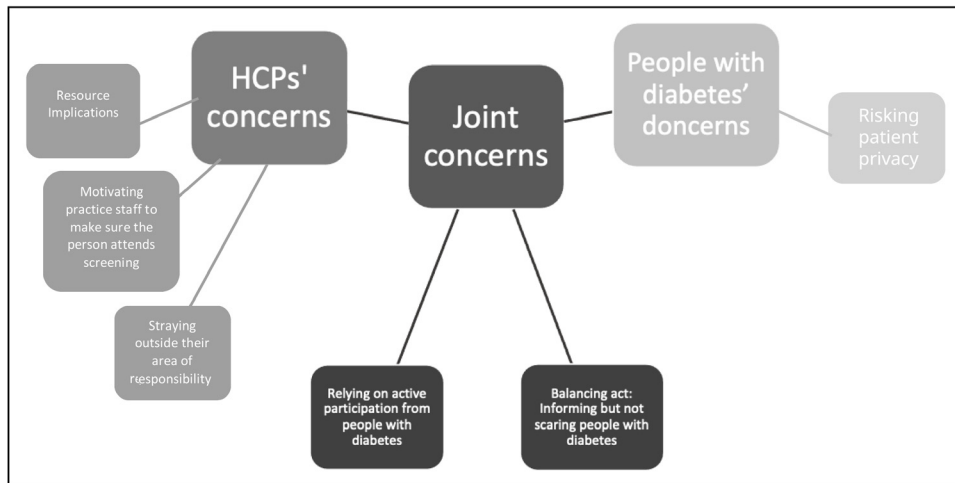 HCPs'
concerns
Joint
concerns
People with
diabetes’
doncerns
Resource
Implications
Motivating
practice staff to
make sure the
person attends
screening
Straying
outside their
area of
responsibility
Risking
patient
privacy
Relying on active
participation from
people with
diabetes
Balancing act:
Informing but not
scaring people with
diabetes